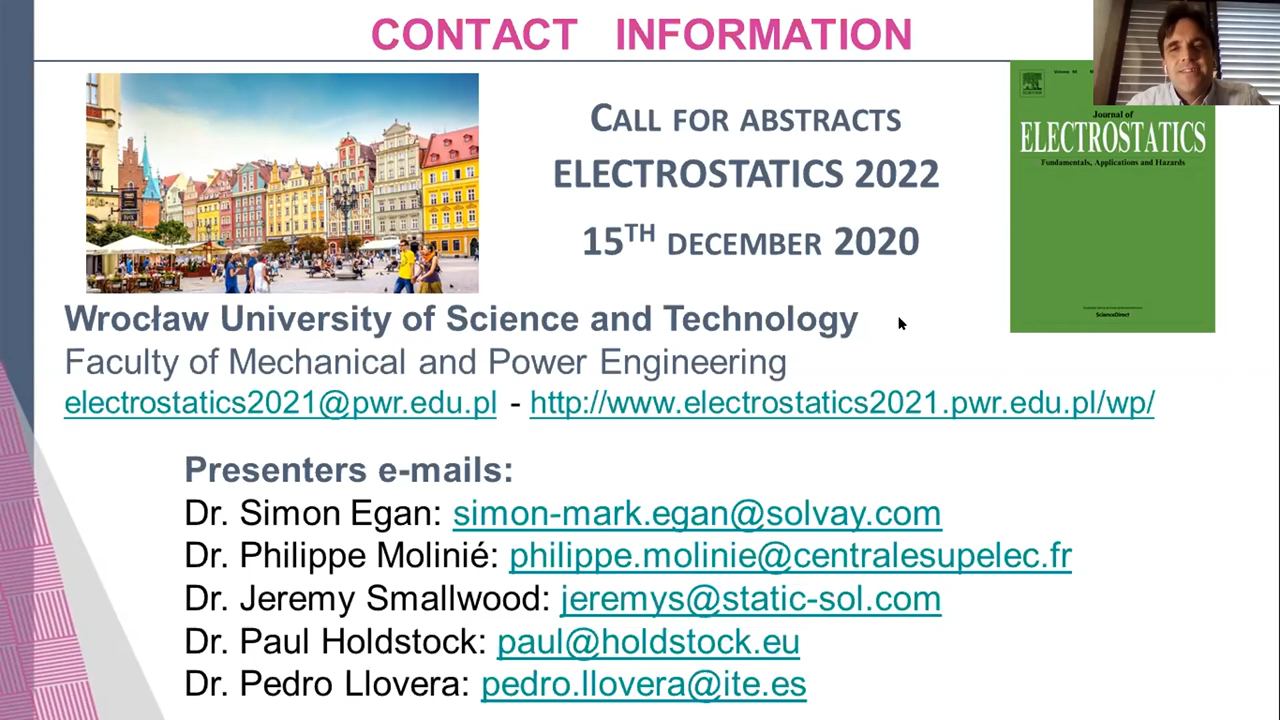 CONTACT INFORMATION
CALL FOR ABSTRACTS
ELECTROSTATICS 2022
15TH DECEMBER 2020
Journal of
ELECTROSTATICS
Fundamentals, Applications and Hazards
ScienceDirect
Wrocław University of Science and Technology
Faculty of Mechanical and Power Engineering
electrostatics2021@pwr.edu.pl - http://www.electrostatics2021.pwr.edu.pl/wp/
Presenters e-mails:
Dr. Simon Egan: simon-mark.egan@solvay.com
Dr. Philippe Molinié: philippe.molinie@centralesupelec.fr
Dr. Jeremy Smallwood: jeremys@static-sol.com
Dr. Paul Holdstock: paul@holdstock.eu
Dr. Pedro Llovera: pedro.llovera@ite.es